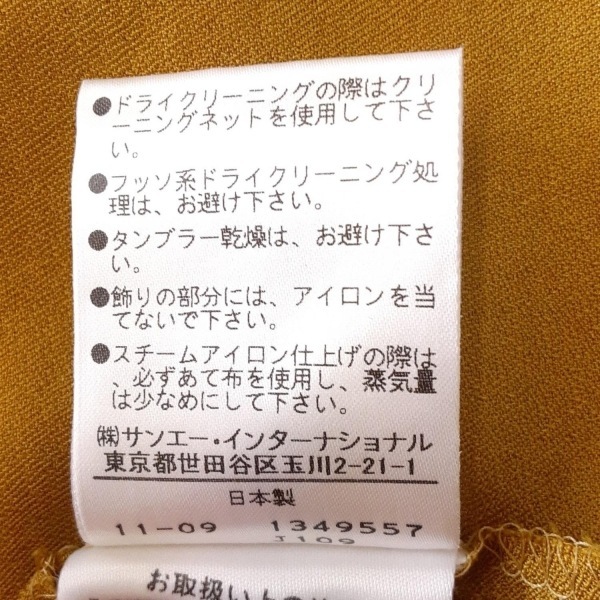 ●ドライクリーニングの際はクリ
ーニングネットを使用して下さ
い。
●フッソ系ドライクリーニング処
理は、お避け下さい。
●タンブラー乾燥は、お避け下さ
い。
●飾りの部分には、アイロンを当
てないで下さい。
●スチームアイロン仕上げの際は
、必ずあて布を使用し、蒸気量
は少なめにして下さい。
㈱サンエー・インターナショナル
東京都世田谷区玉川2-21-1
日本製
11-09 1349557
J109
お取扱い上の